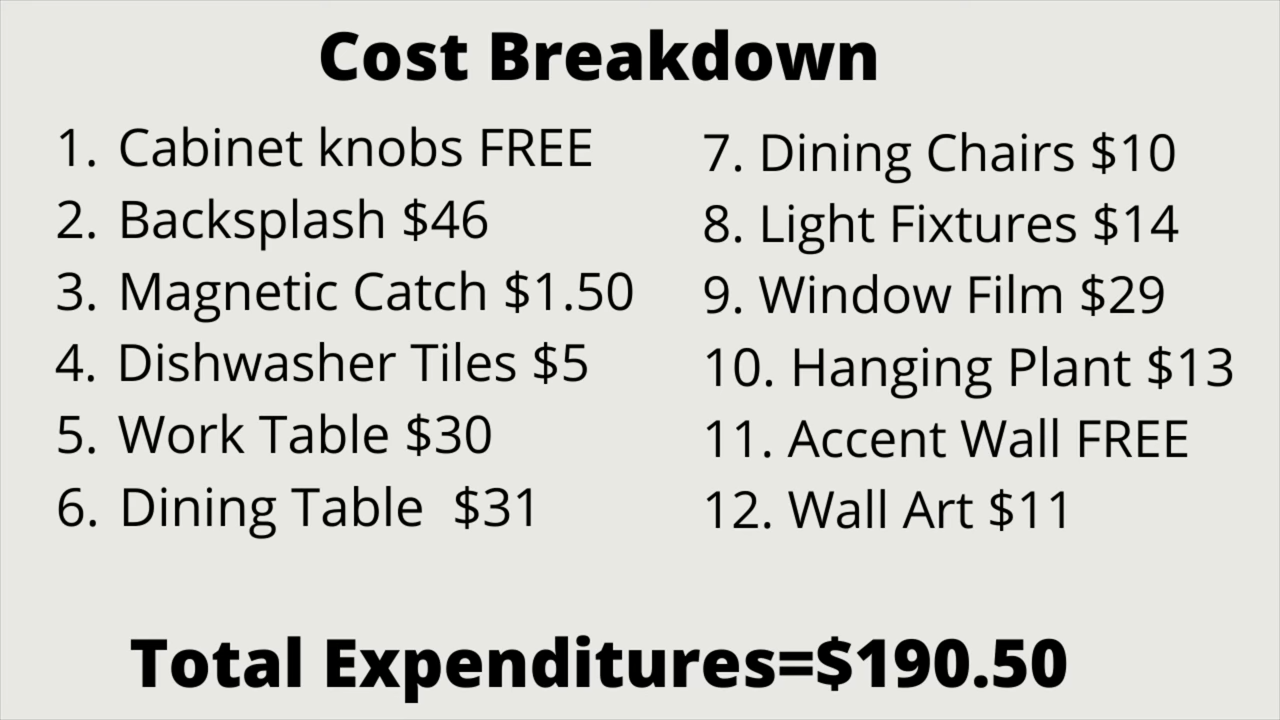 Cost Breakdown
1. Cabinet knobs FREE
2. Backsplash $46
3. Magnetic Catch $1.50
4. Dishwasher Tiles $5
5. Work Table $30
6. Dining Table $31
7. Dining Chairs $10
8. Light Fixtures $14
9. Window Film $29
10. Hanging Plant $13
11. Accent Wall FREE
12. Wall Art $11
Total Expenditures=$190.50